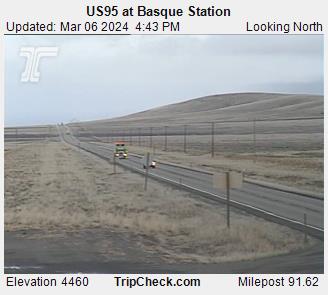 US95 at Basque Station
Updated: Mar 06 2024 4:43 PM Looking North
Elevation 4460 TripCheck.com Milepost 91.62